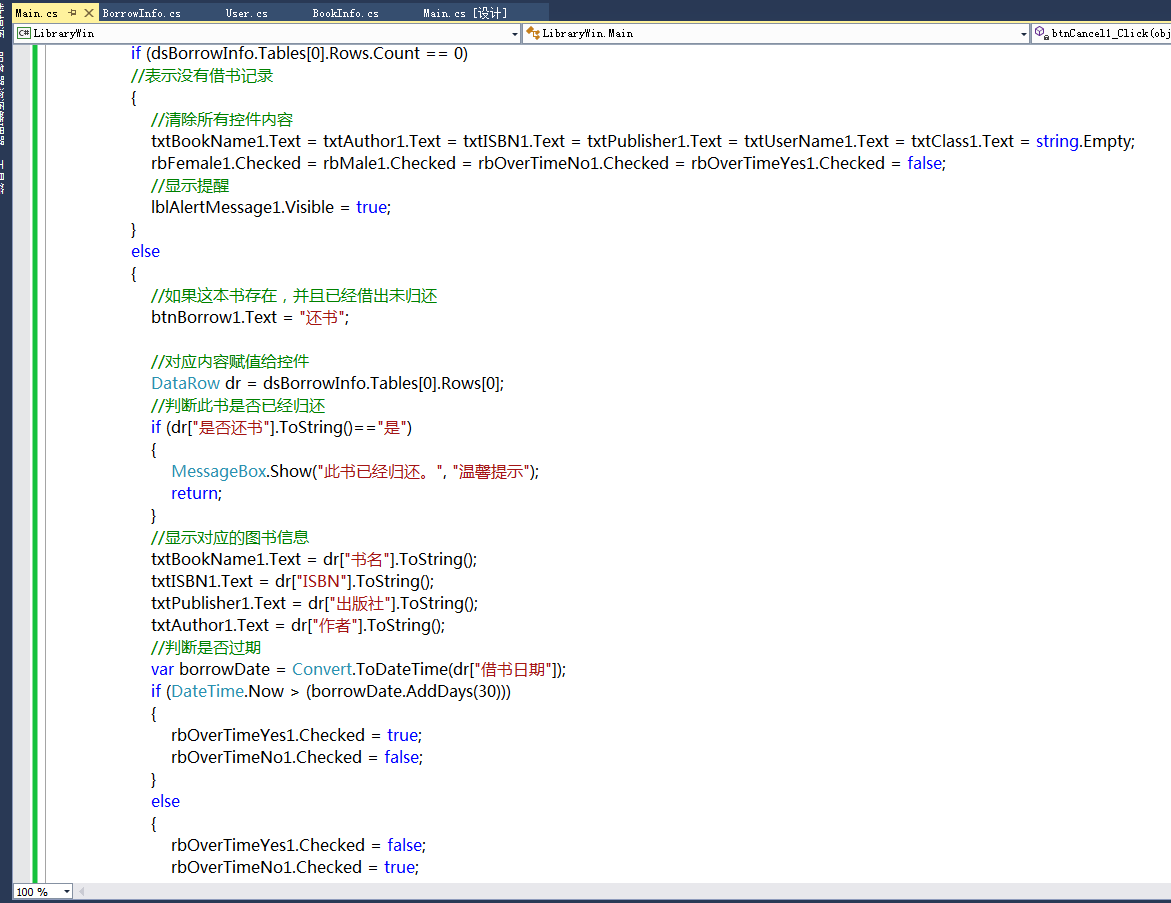 Main.cs
BorrowInfo.cs
User.cs
BookInfo.cs
Main.cs [设计]
C# LibraryWin
LibraryWin.Main
btnCancel1_Click(obj
if (dsBorrowInfo.Tables[0].Rows.Count == 0)
//表示没有借书记录
{
//清除所有控件内容
txtBookName1.Text = txtAuthor1.Text = txtISBN1.Text = txtPublisher1.Text = txtUserName1.Text = txtClass1.Text = string.Empty;
rbFemale1.Checked = rbMale1.Checked = rbOverTimeNo1.Checked = rbOverTimeYes1.Checked = false;
//显示提醒
lblAlertMessage1.Visible = true;
}
else
{
//如果这本书存在，并且已经借出未归还
btnBorrow1.Text = "还书";
//对应内容赋值给控件
DataRow dr = dsBorrowInfo.Tables[0].Rows[0];
//判断此书是否已经归还
if (dr["是否还书"].ToString()=="是")
{
MessageBox.Show("此书已经归还。", "温馨提示");
return;
}
//显示对应的图书信息
txtBookName1.Text = dr["书名"].ToString();
txtISBN1.Text = dr["ISBN"].ToString();
txtPublisher1.Text = dr["出版社"].ToString();
txtAuthor1.Text = dr["作者"].ToString();
//判断是否过期
var borrowDate = Convert.ToDateTime(dr["借书日期"]);
if (DateTime.Now > (borrowDate.AddDays(30)))
{
rbOverTimeYes1.Checked = true;
rbOverTimeNo1.Checked = false;
}
else
{
rbOverTimeYes1.Checked = false;
rbOverTimeNo1.Checked = true;
100 %